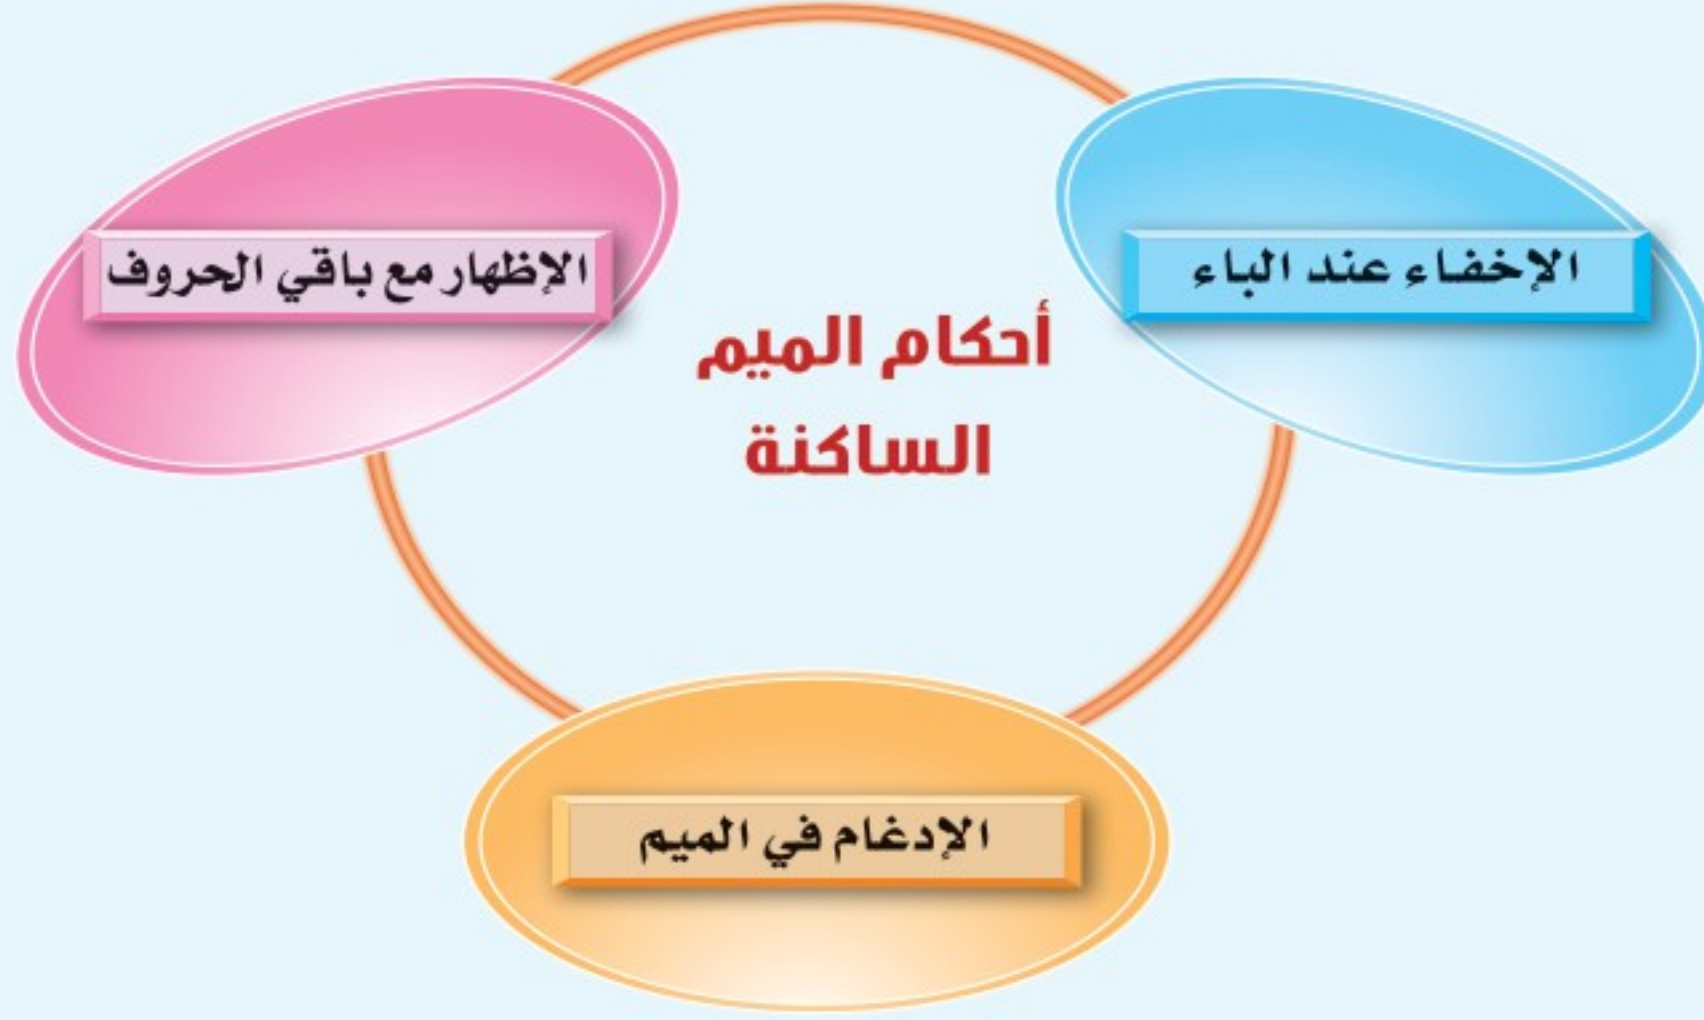 أحكام الميم
الساكنة
الإخفاء عند الباء
الإدغام في الميم
الإظهار مع باقي الحروف